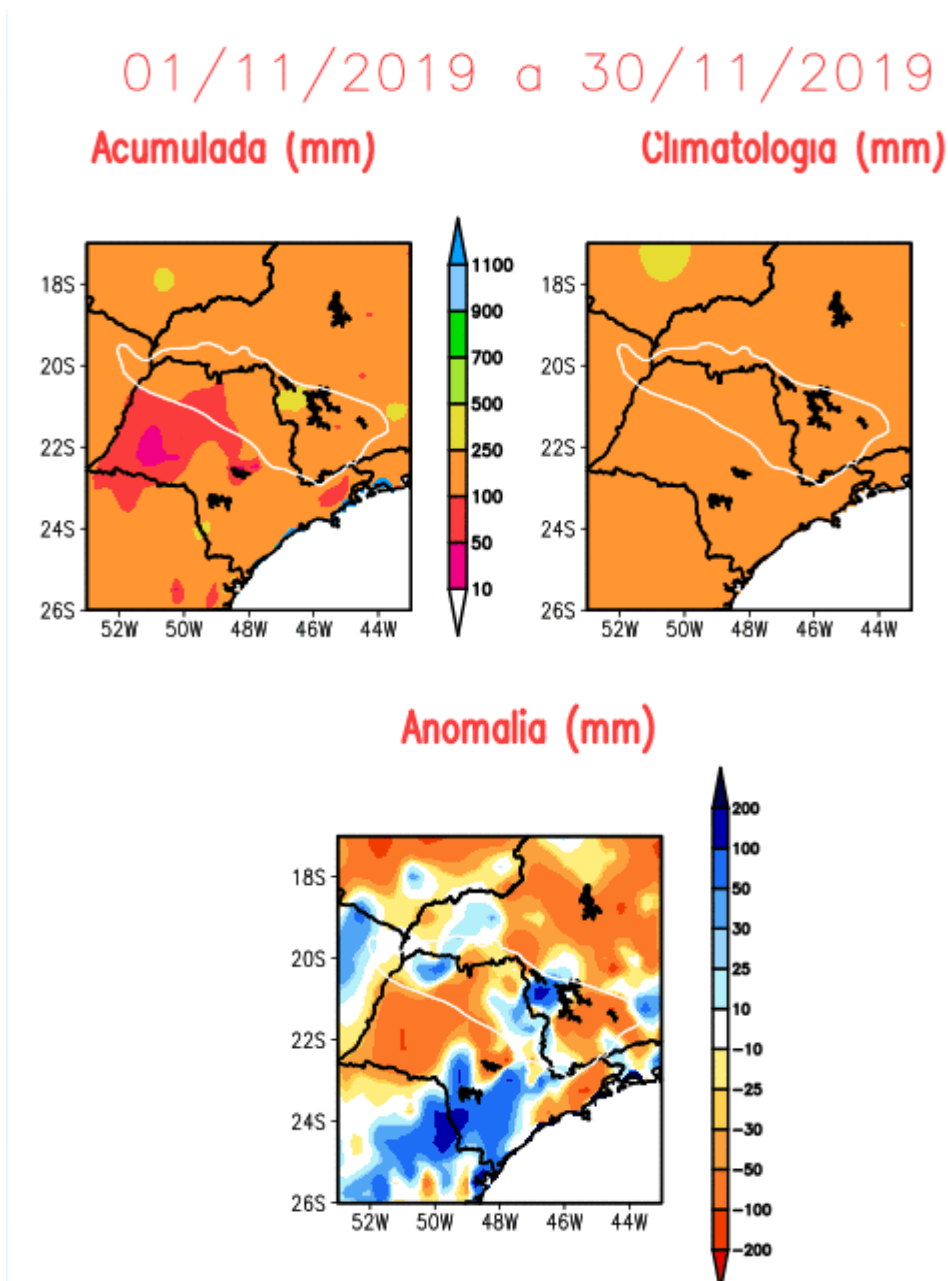 01/11/2019 a 30/11/2019
Acumulada (mm)
Climatologia (mm)
18S
20S
22S
24S
26S
52W 50W 48W 46W 44W
1100
900
700
500
250
100
50
10
18S
20S
22S
24S
26S
52W 50W 48W 46W 44W
Anomalia (mm)
18S
20S
22S
24S
26S
52W 50W 48W 46W 44W
200
100
50
30
25
10
-10
-25
-30
-50
-100
-200